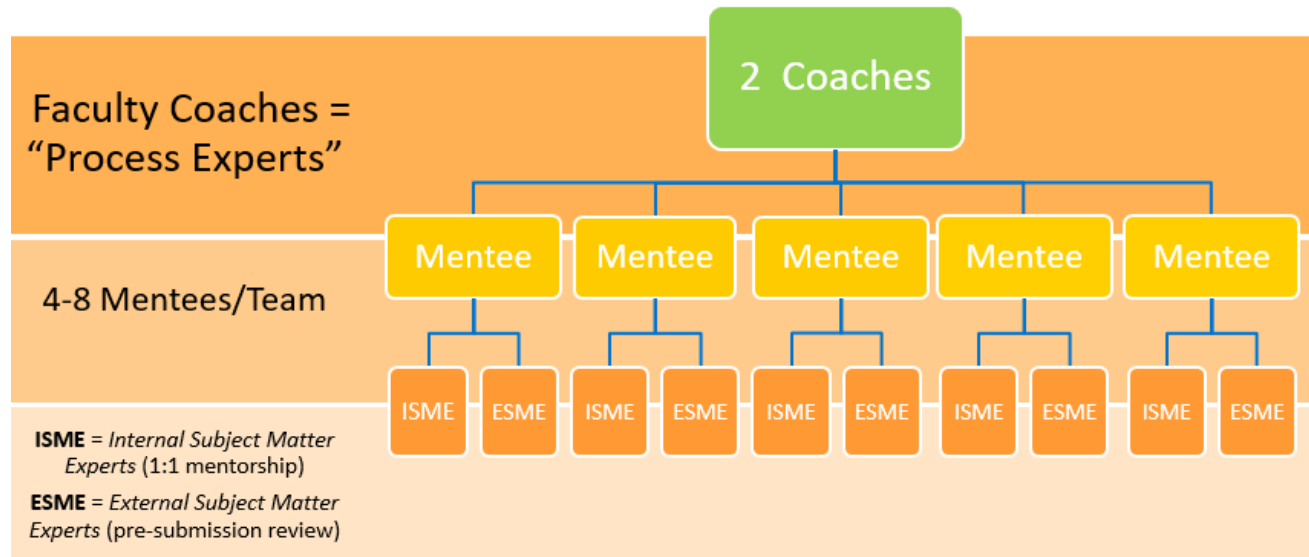 2 Coaches
Faculty Coaches =
“Process Experts”
Mentee
Mentee
Mentee
Mentee
Mentee
4-8 Mentees/Team
ISME
ESME
ISME
ESME
ISME
ESME
ISME
ESME
ISME
ESME
ISME = Internal Subject Matter
Experts (1:1 mentorship)
ESME = External Subject Matter
Experts (pre-submission review)